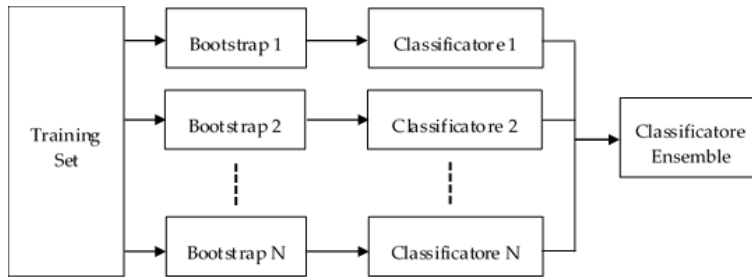 Bootstrap 1
Classificatore 1
Training
Set
Bootstrap 2
Classificatore 2
Classificatore
Ensemble
Bootstrap N
Classificatore N